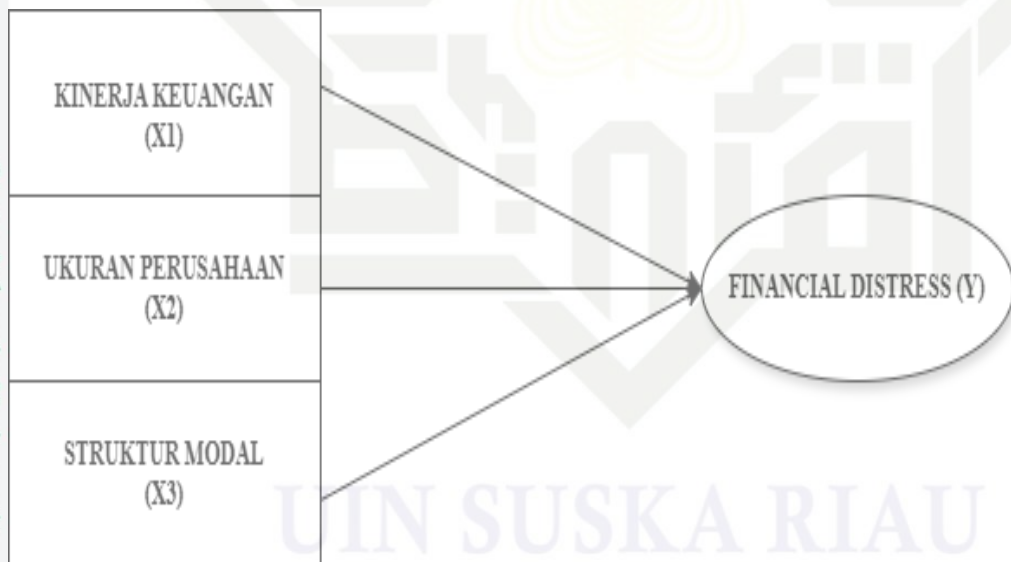 KINERJA KEUANGAN
(X1)
UKURAN PERUSAHAAN
(X2)
FINANCIAL DISTRESS (Y)
STRUKTUR MODAL
(X3)
UIN SUSKA RIAU